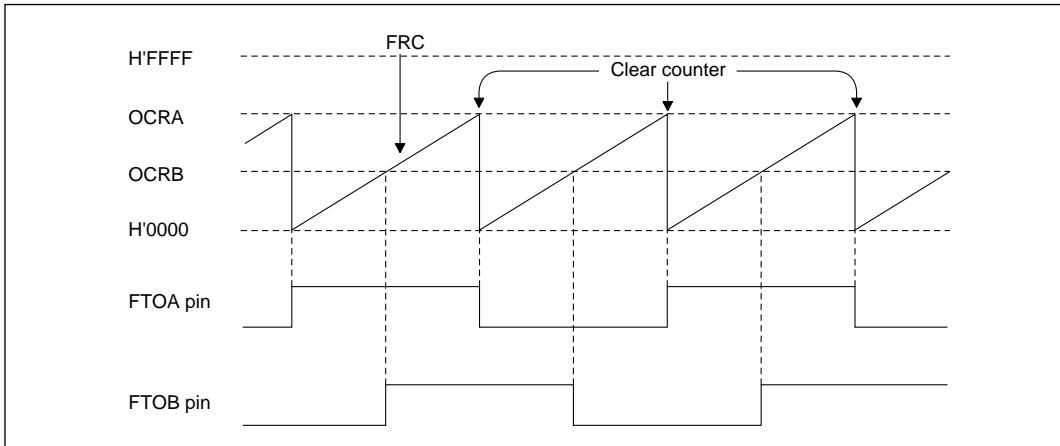 FRC
H'FFFF
Clear counter
OCRA
OCRB
H'0000
FTOA pin
FTOB pin